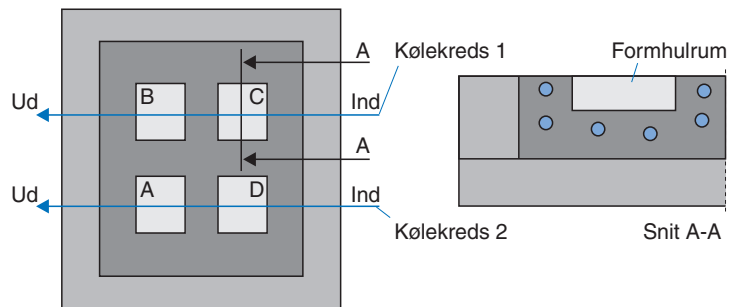 A
Kølekreds 1
Formhulrum
Ud
B
C
Ind
A
Ud
A
D
Ind
Kølekreds 2
Snit A-A